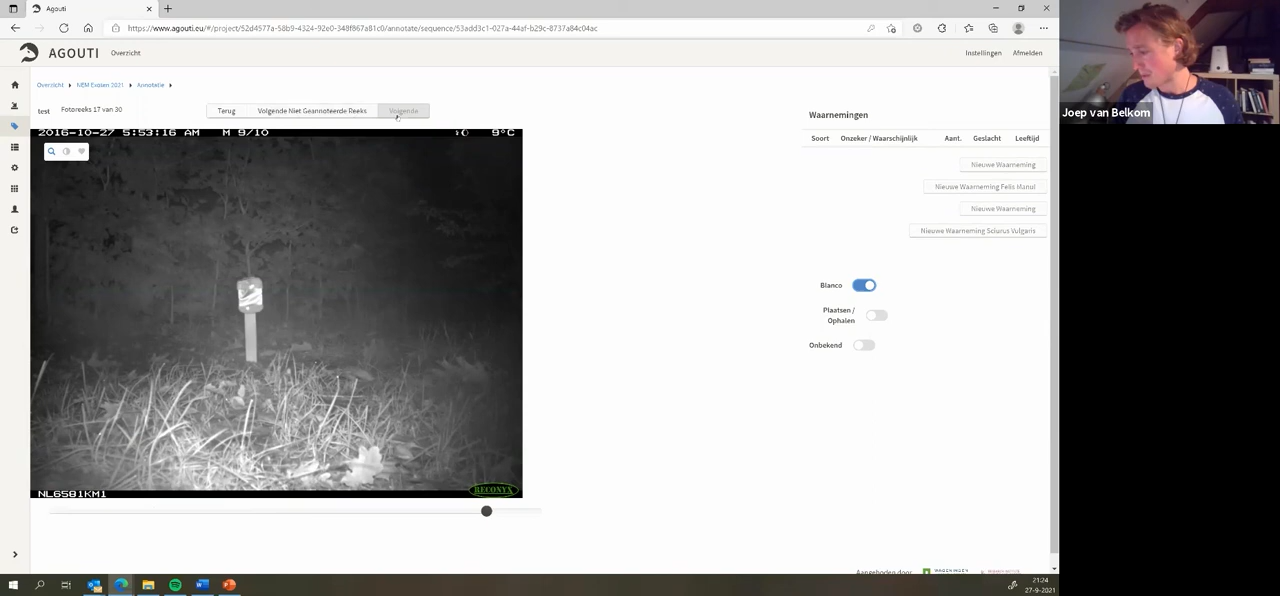 Agouti
https://www.agouti.eu/#/project/52d4577a-58b9-4324-92e0-348f867a81c0/annotate/sequence/53add3c1-027a-44af-b29c-8737a84c04ac
AGOUTI
Overzicht
Instellingen
Afmelden
Overzicht
NEM Exoten 2021
Annotatie
test
Fotoreeks 17 van 30
Terug
Volgende Niet Geannoteerde Reeks
Volgende
2016-10-27 5:53:16 AM M 9/10 9°C
NL6581KM1
RECONYX
Waarnemingen
Soort Onzeker / Waarschijnlijk Aant. Geslacht Leeftijd
Nieuwe Waarneming
Nieuwe Waarneming Felis Manul
Nieuwe Waarneming
Nieuwe Waarneming Sciurus Vulgaris
Blanco
Plaatsen /
Ophalen
Onbekend
Aangeboden door
Joep van Belkom
21:24
27-9-2021